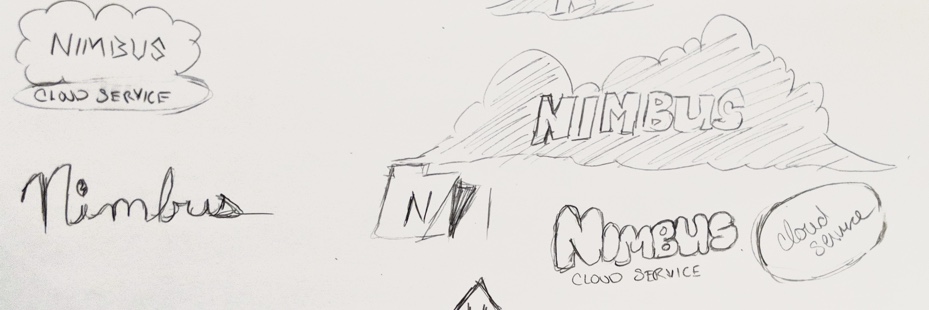 NIMBUS
CLOUD SERVICE
NIMBUS
Nimbus
N
NIMBUS
CLOUD SERVICE
cloud
service